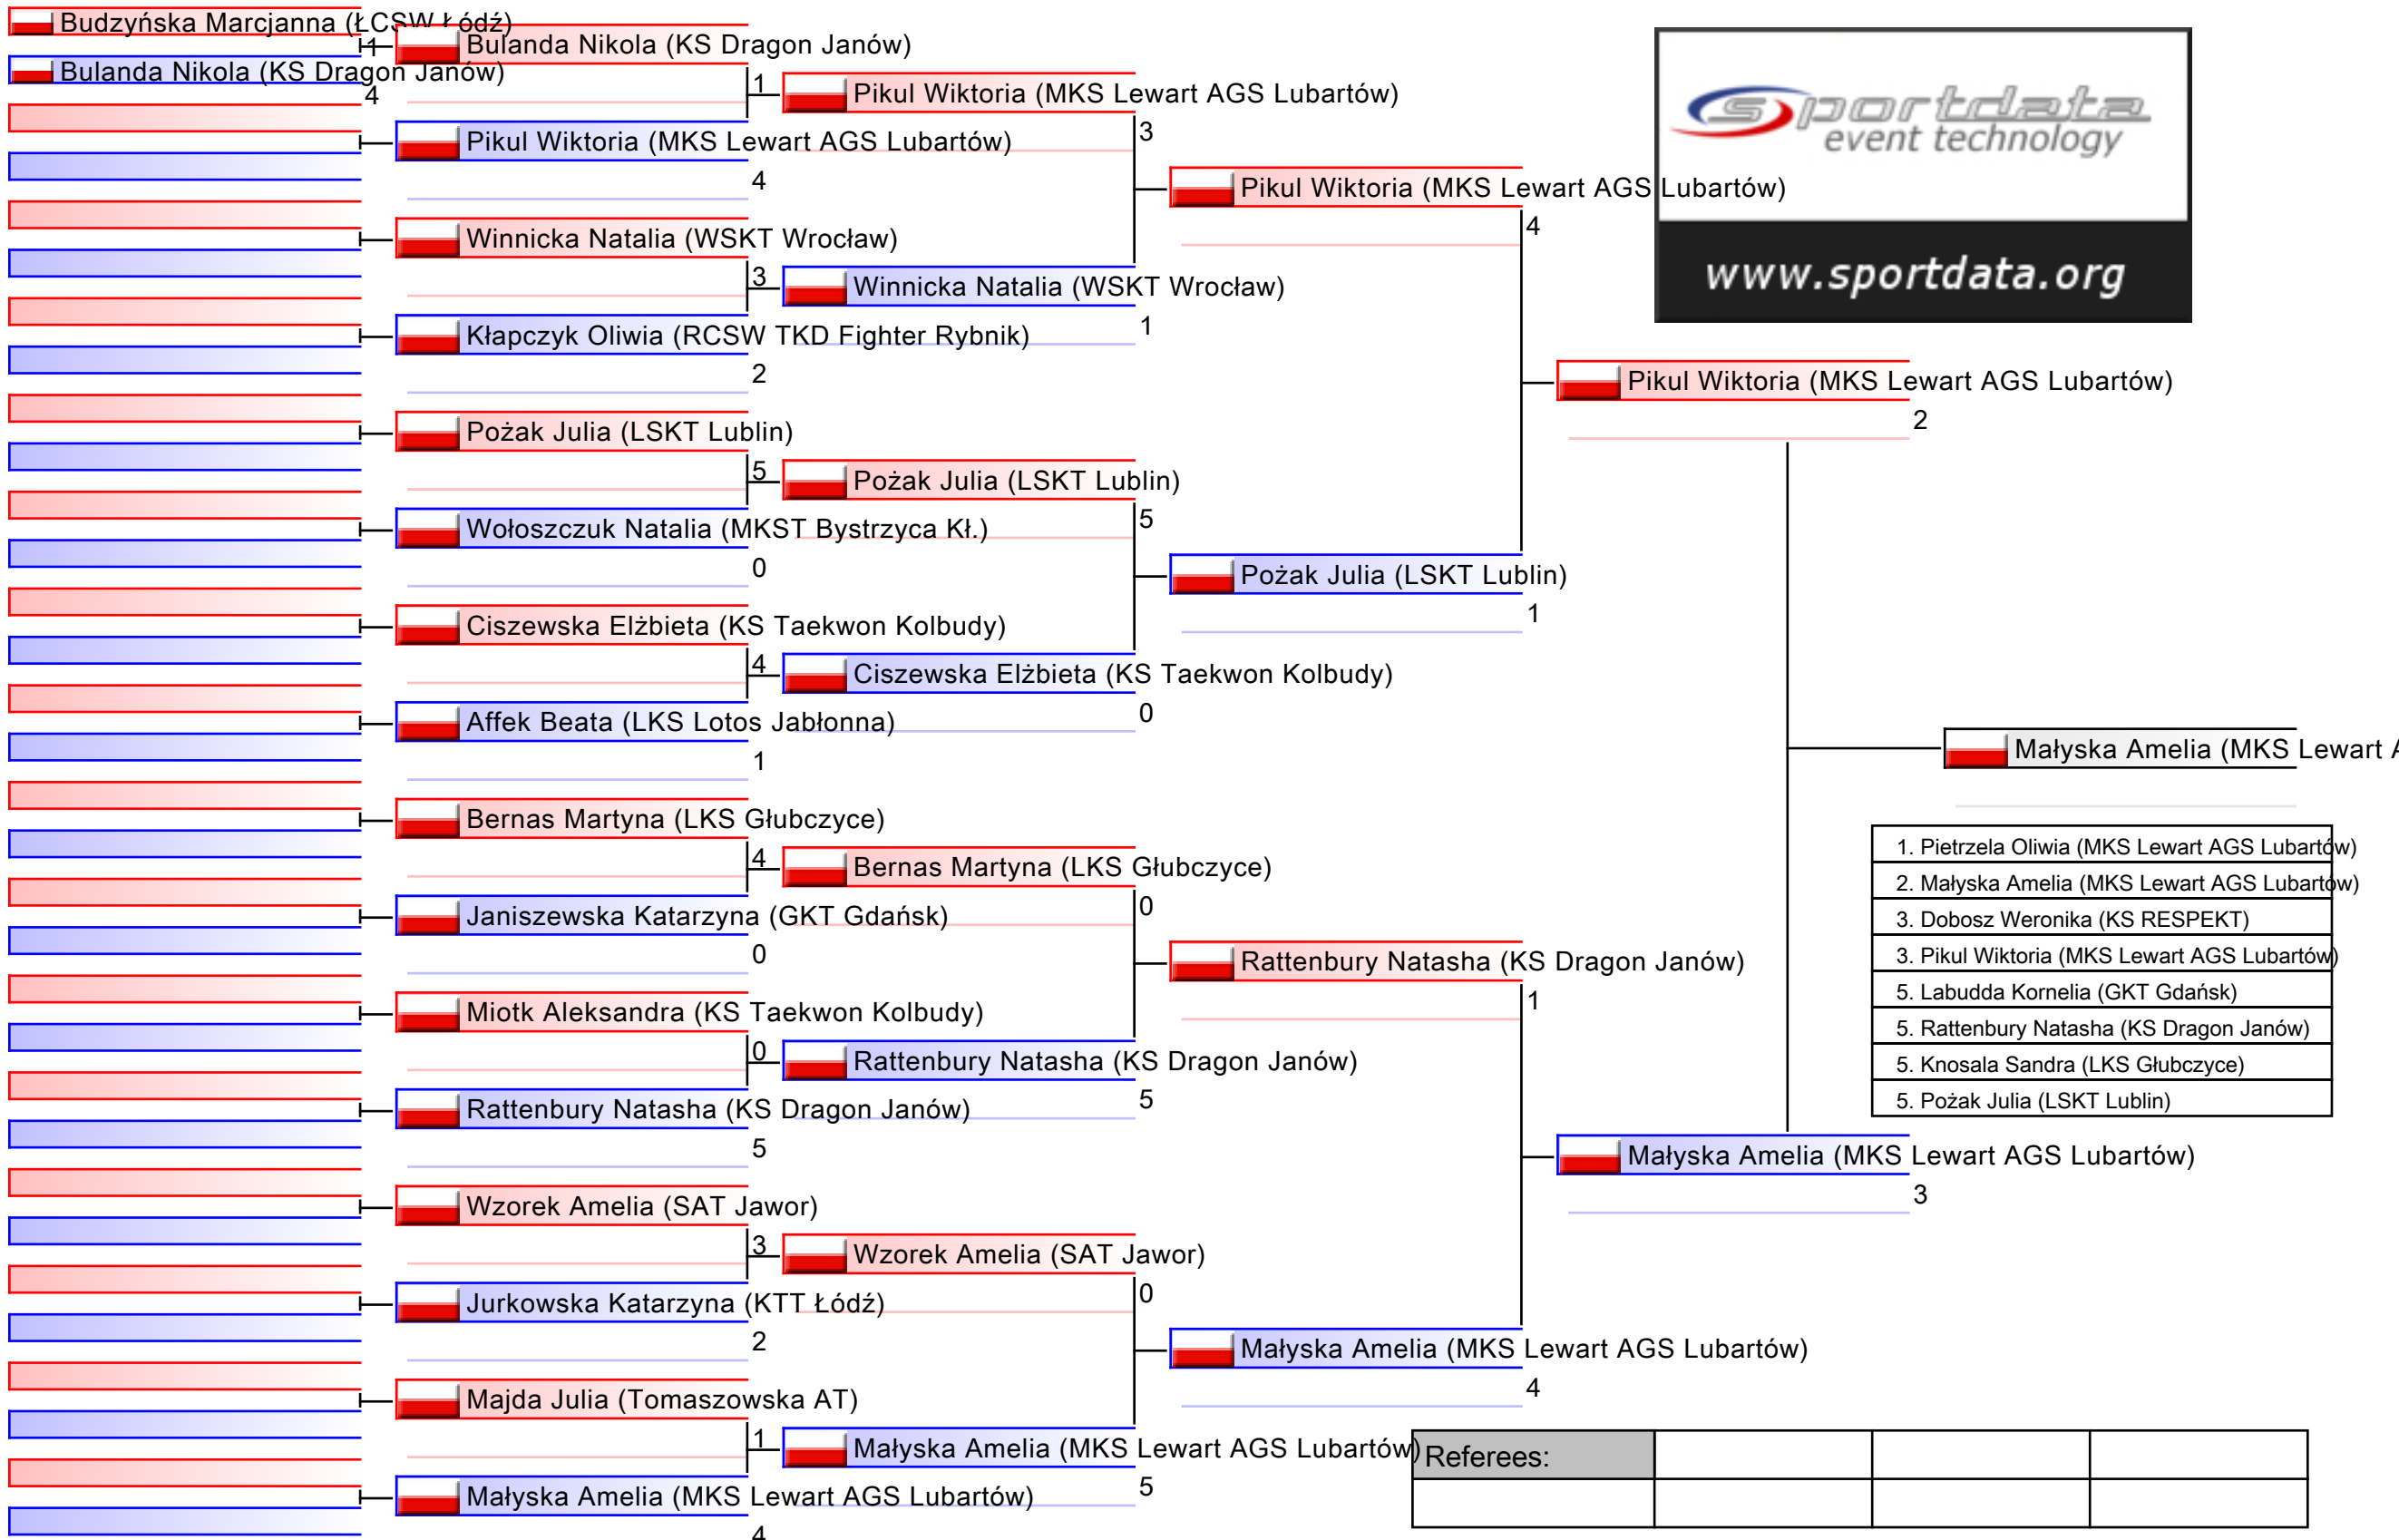 Budzyńska Marcjanna (ŁCSW Łódź)
1
Bulanda Nikola (KS Dragon Janów)
4
Bulanda Nikola (KS Dragon Janów)
1
Pikul Wiktoria (MKS Lewart AGS Lubartów)
4
Winnicka Natalia (WSKT Wrocław)
3
Kłapczyk Oliwia (RCSW TKD Fighter Rybnik)
2
Pożak Julia (LSKT Lublin)
5
Wołoszczuk Natalia (MKST Bystrzyca Kł.)
0
Ciszewska Elżbieta (KS Taekwon Kolbudy)
4
Affek Beata (LKS Lotos Jabłonna)
1
Bernas Martyna (LKS Głubczyce)
4
Janiszewska Katarzyna (GKT Gdańsk)
0
Miotk Aleksandra (KS Taekwon Kolbudy)
0
Rattenbury Natasha (KS Dragon Janów)
5
Wzorek Amelia (SAT Jawor)
3
Jurkowska Katarzyna (KTT Łódź)
2
Majda Julia (Tomaszowska AT)
1
Małyska Amelia (MKS Lewart AGS Lubartów)
4
Pikul Wiktoria (MKS Lewart AGS Lubartów)
3
Winnicka Natalia (WSKT Wrocław)
1
Pożak Julia (LSKT Lublin)
5
Ciszewska Elżbieta (KS Taekwon Kolbudy)
0
Bernas Martyna (LKS Głubczyce)
0
Rattenbury Natasha (KS Dragon Janów)
5
Wzorek Amelia (SAT Jawor)
0
Małyska Amelia (MKS Lewart AGS Lubartów)
5
Pikul Wiktoria (MKS Lewart AGS Lubartów)
4
Pożak Julia (LSKT Lublin)
1
Rattenbury Natasha (KS Dragon Janów)
1
Małyska Amelia (MKS Lewart AGS Lubartów)
4
Pikul Wiktoria (MKS Lewart AGS Lubartów)
2
Małyska Amelia (MKS Lewart AGS Lubartów)
3
sportdata
event technology
www.sportdata.org
Małyska Amelia (MKS Lewart
1. Pietrzela Oliwia (MKS Lewart AGS Lubartów)
2. Małyska Amelia (MKS Lewart AGS Lubartów)
3. Dobosz Weronika (KS RESPEKT)
3. Pikul Wiktoria (MKS Lewart AGS Lubartów)
5. Labudda Kornelia (GKT Gdańsk)
5. Rattenbury Natasha (KS Dragon Janów)
5. Knosala Sandra (LKS Głubczyce)
5. Pożak Julia (LSKT Lublin)
Referees: